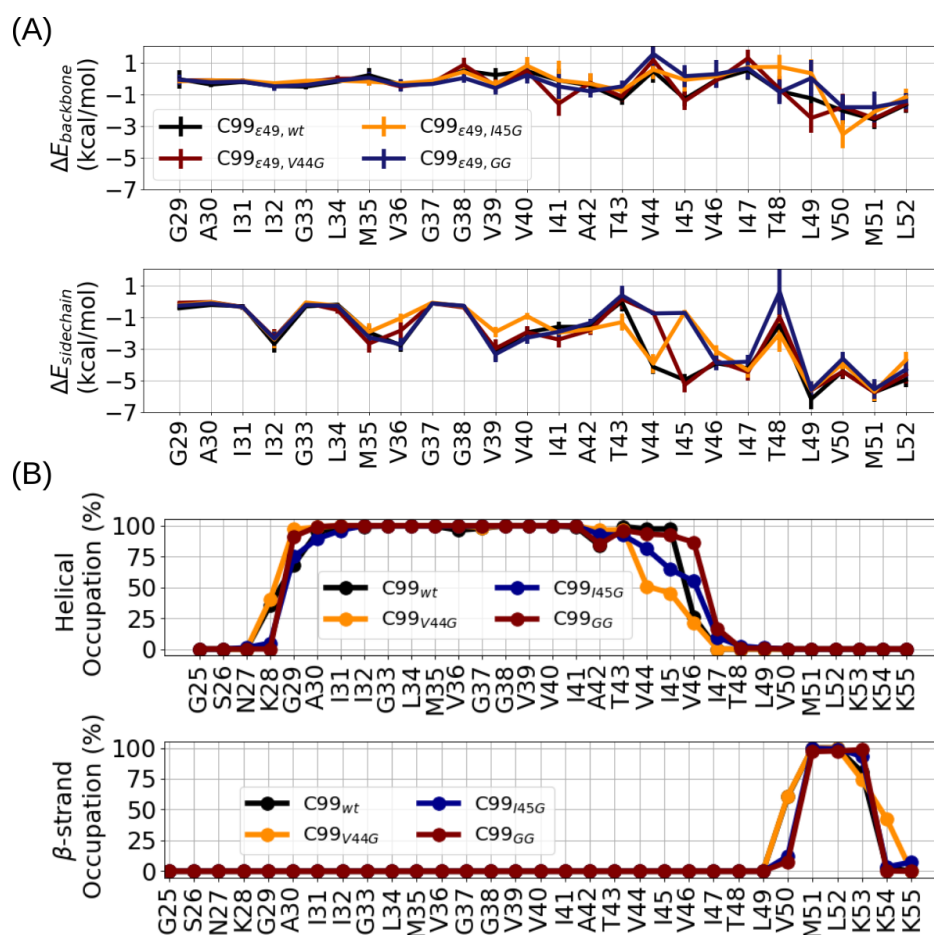 (A)
ΔE_backbone (kcal/mol)
1
−1
−3
−5
−7
C99_ε49, wt
C99_ε49, I45G
C99_ε49, V44G
C99_ε49, GG
G29 A30 I31 I32 G33 L34 M35 V36 G37 G38 V39 V40 I41 A42 T43 V44 I45 V46 I47 T48 L49 V50 M51 L52
ΔE_sidechain (kcal/mol)
1
−1
−3
−5
−7
G29 A30 I31 I32 G33 L34 M35 V36 G37 G38 V39 V40 I41 A42 T43 V44 I45 V46 I47 T48 L49 V50 M51 L52
(B)
Helical
Occupation (%)
100
75
50
25
0
C99_wt
C99_I45G
C99_V44G
C99_GG
G25 S26 N27 K28 G29 A30 I31 I32 G33 L34 M35 V36 G37 G38 V39 V40 I41 A42 T43 V44 I45 V46 I47 T48 L49 V50 M51 L52 K53 K54 K55
β-strand
Occupation (%)
100
75
50
25
0
C99_wt
C99_I45G
C99_V44G
C99_GG
G25 S26 N27 K28 G29 A30 I31 I32 G33 L34 M35 V36 G37 G38 V39 V40 I41 A42 T43 V44 I45 V46 I47 T48 L49 V50 M51 L52 K53 K54 K55